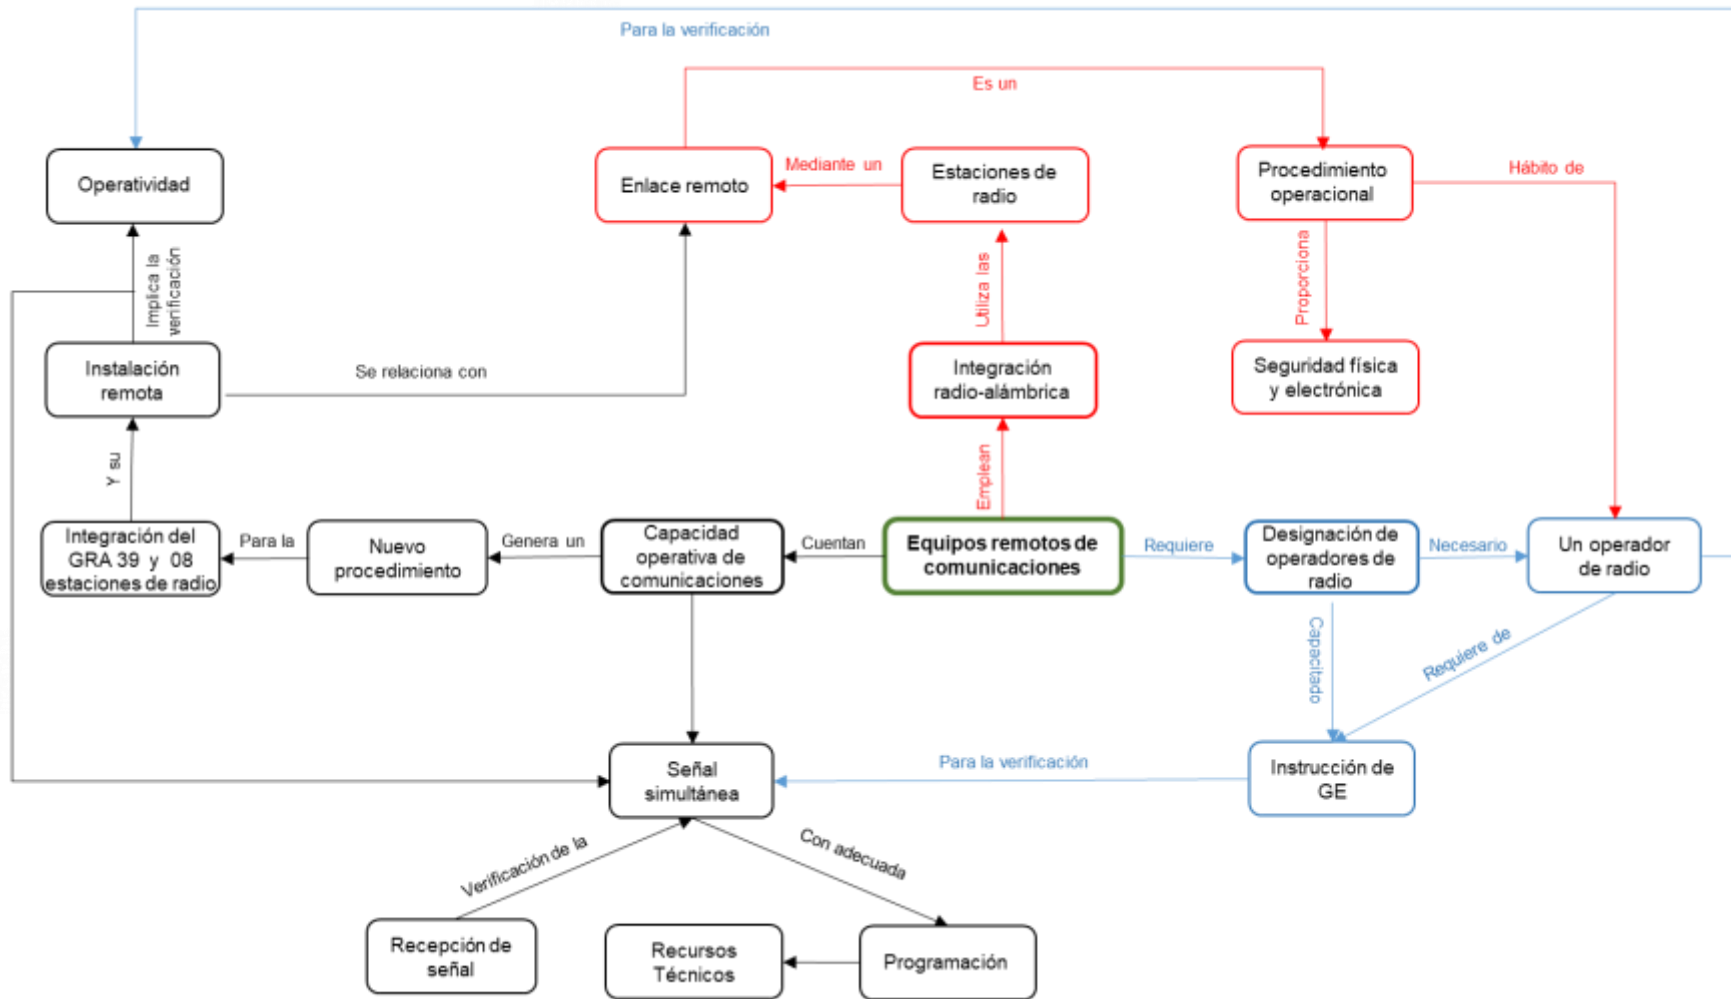 Para la verificación
Es un
Operatividad
Enlace remoto
Mediante un
Estaciones de
radio
Procedimiento
operacional
Hábito de
Implica la
verificación
Utiliza las
Proporciona
Instalación
remota
Se relaciona con
Integración
radio-alámbrica
Seguridad física
y electrónica
Y su
Emplean
Integración del
GRA 39 y 08
estaciones de radio
Para la
Nuevo
procedimiento
Genera un
Capacidad
operativa de
comunicaciones
Cuentan
Equipos remotos de
comunicaciones
Requiere
Designación de
operadores de
radio
Necesario
Un operador
de radio
Capacitado
Requiere de
Señal
simultánea
Para la verificación
Instrucción de
GE
Verificación de la
Con adecuada
Recepción de
señal
Recursos
Técnicos
Programación